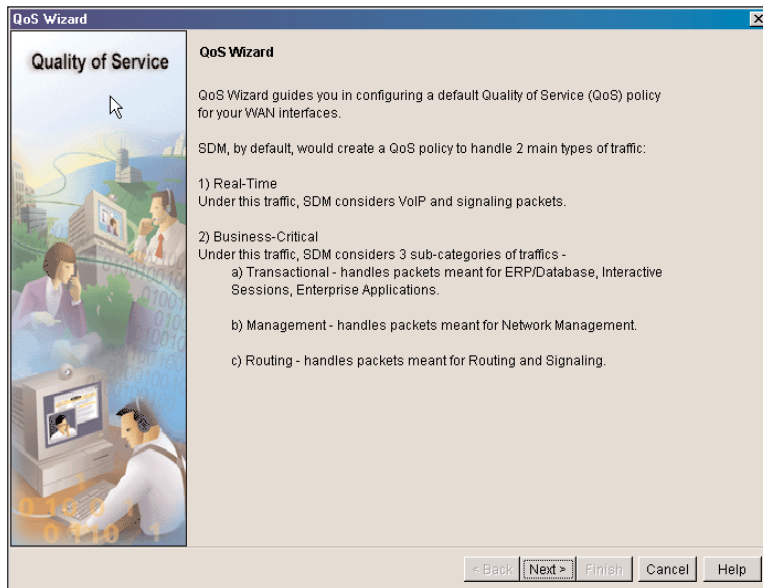 QoS Wizard
Quality of Service
QoS Wizard
QoS Wizard guides you in configuring a default Quality of Service (QoS) policy
for your WAN interfaces.
SDM, by default, would create a QoS policy to handle 2 main types of traffic:
1) Real-Time
Under this traffic, SDM considers VoIP and signaling packets.
2) Business-Critical
Under this traffic, SDM considers 3 sub-categories of traffics -
a) Transactional - handles packets meant for ERP/Database, Interactive
Sessions, Enterprise Applications.
b) Management - handles packets meant for Network Management.
c) Routing - handles packets meant for Routing and Signaling.
< Back Next > Finish Cancel Help